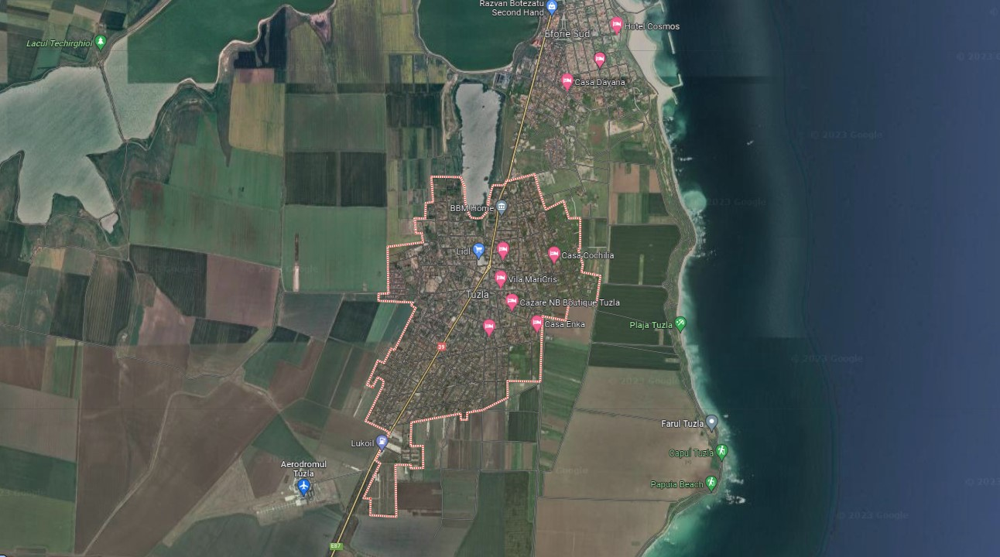 Razvan Botezatu
Second Hand
Hotel Cosmos
Eforie Sud
Lacul Techirghiol
Casa Dayana
© 2023 Google
© 2023 Google
© 2023 Google
BBM Home
Lidl
Casa Cochilia
Vila MariCris
Tuzla
Cazare NB Boutique Tuzla
Casa Enka
Plaja Tuzla
39
© 2023 Google
© 2023 Google
Farul Tuzla
Lukoil
Capul Tuzla
Aerodromul
Tuzla
Google
© 2023
Papuia Beach
© 2023 Google
E87